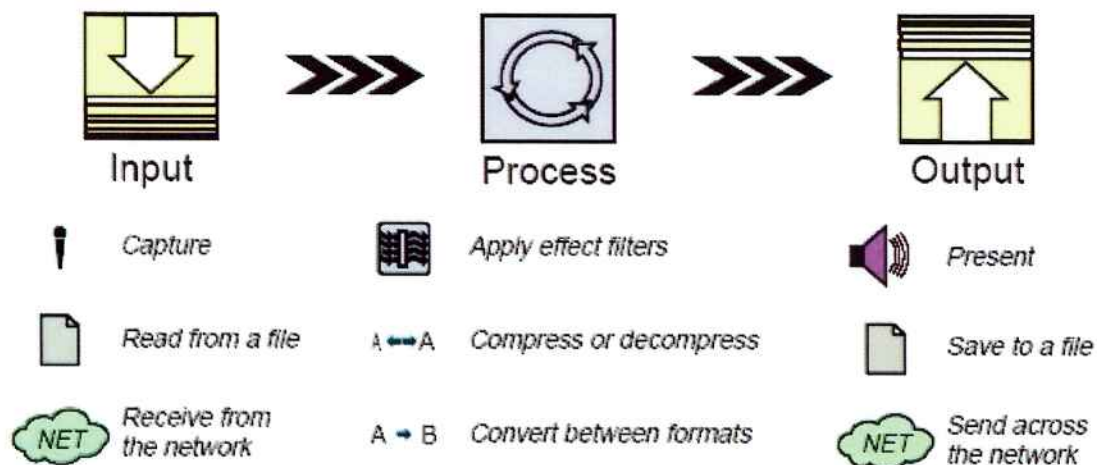 Input
Process
Output
Capture
Apply effect filters
Present
Read from a file
A A
Compress or decompress
Save to a file
NET
Receive from
the network
A B
Convert between formats
NET
Send across
the network